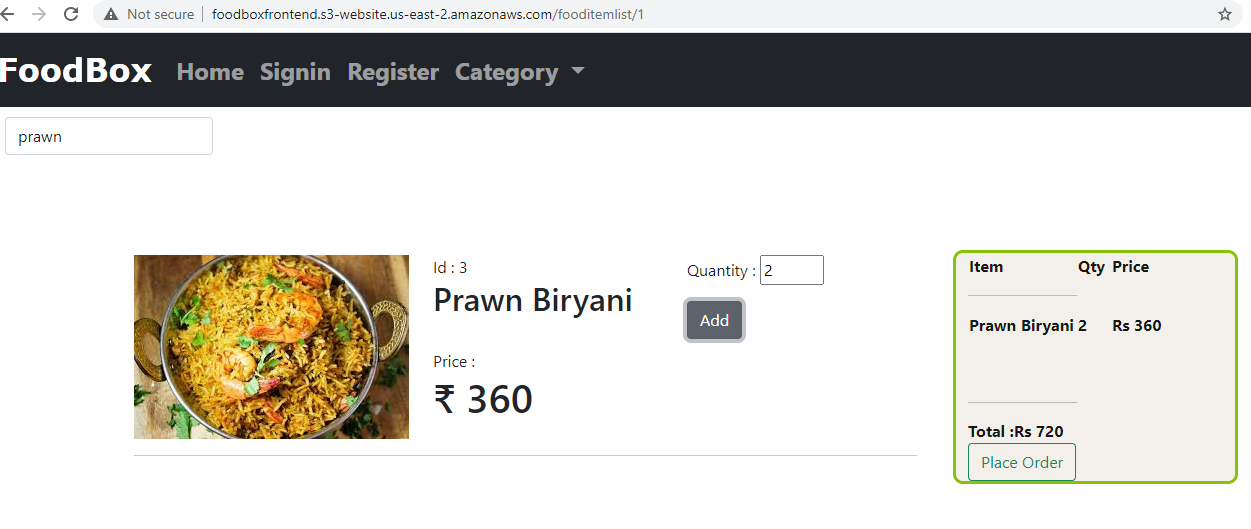 Not secure | foodboxfrontend.s3-website.us-east-2.amazonaws.com/fooditemlist/1
FoodBox Home Signin Register Category
prawn
Id : 3
Prawn Biryani
Price :
₹ 360
Quantity : 2
Add
Item Qty Price
Prawn Biryani 2 Rs 360
Total :Rs 720
Place Order